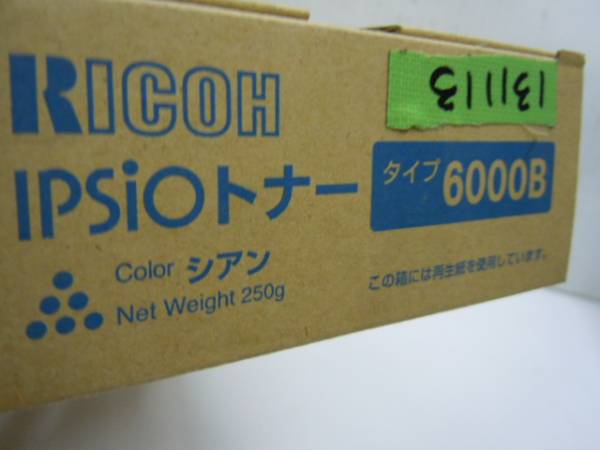 RICOH
131113
IPSiOトナー
タイプ 6000B
Color シアン
Net Weight 250g
この箱には再生紙を使用しています。